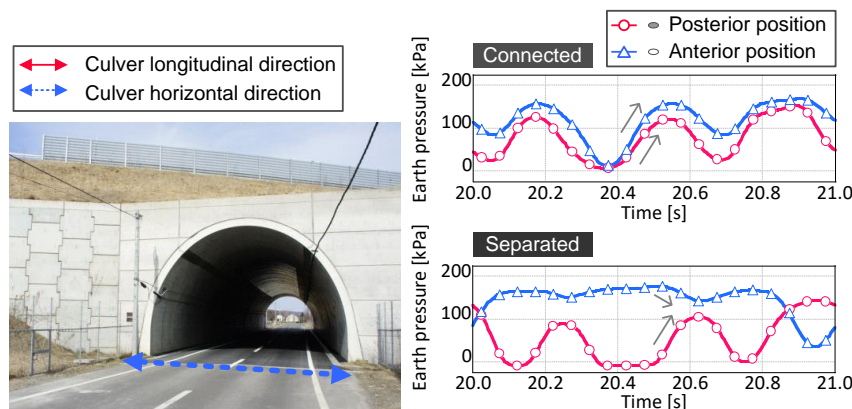 Culver longitudinal direction
Culver horizontal direction
Posterior position
Anterior position
Connected
Earth pressure [kPa]
200
100
0
20.0 20.2 20.4 20.6 20.8 21.0
Time [s]
Separated
Earth pressure [kPa]
200
100
0
20.0 20.2 20.4 20.6 20.8 21.0
Time [s]